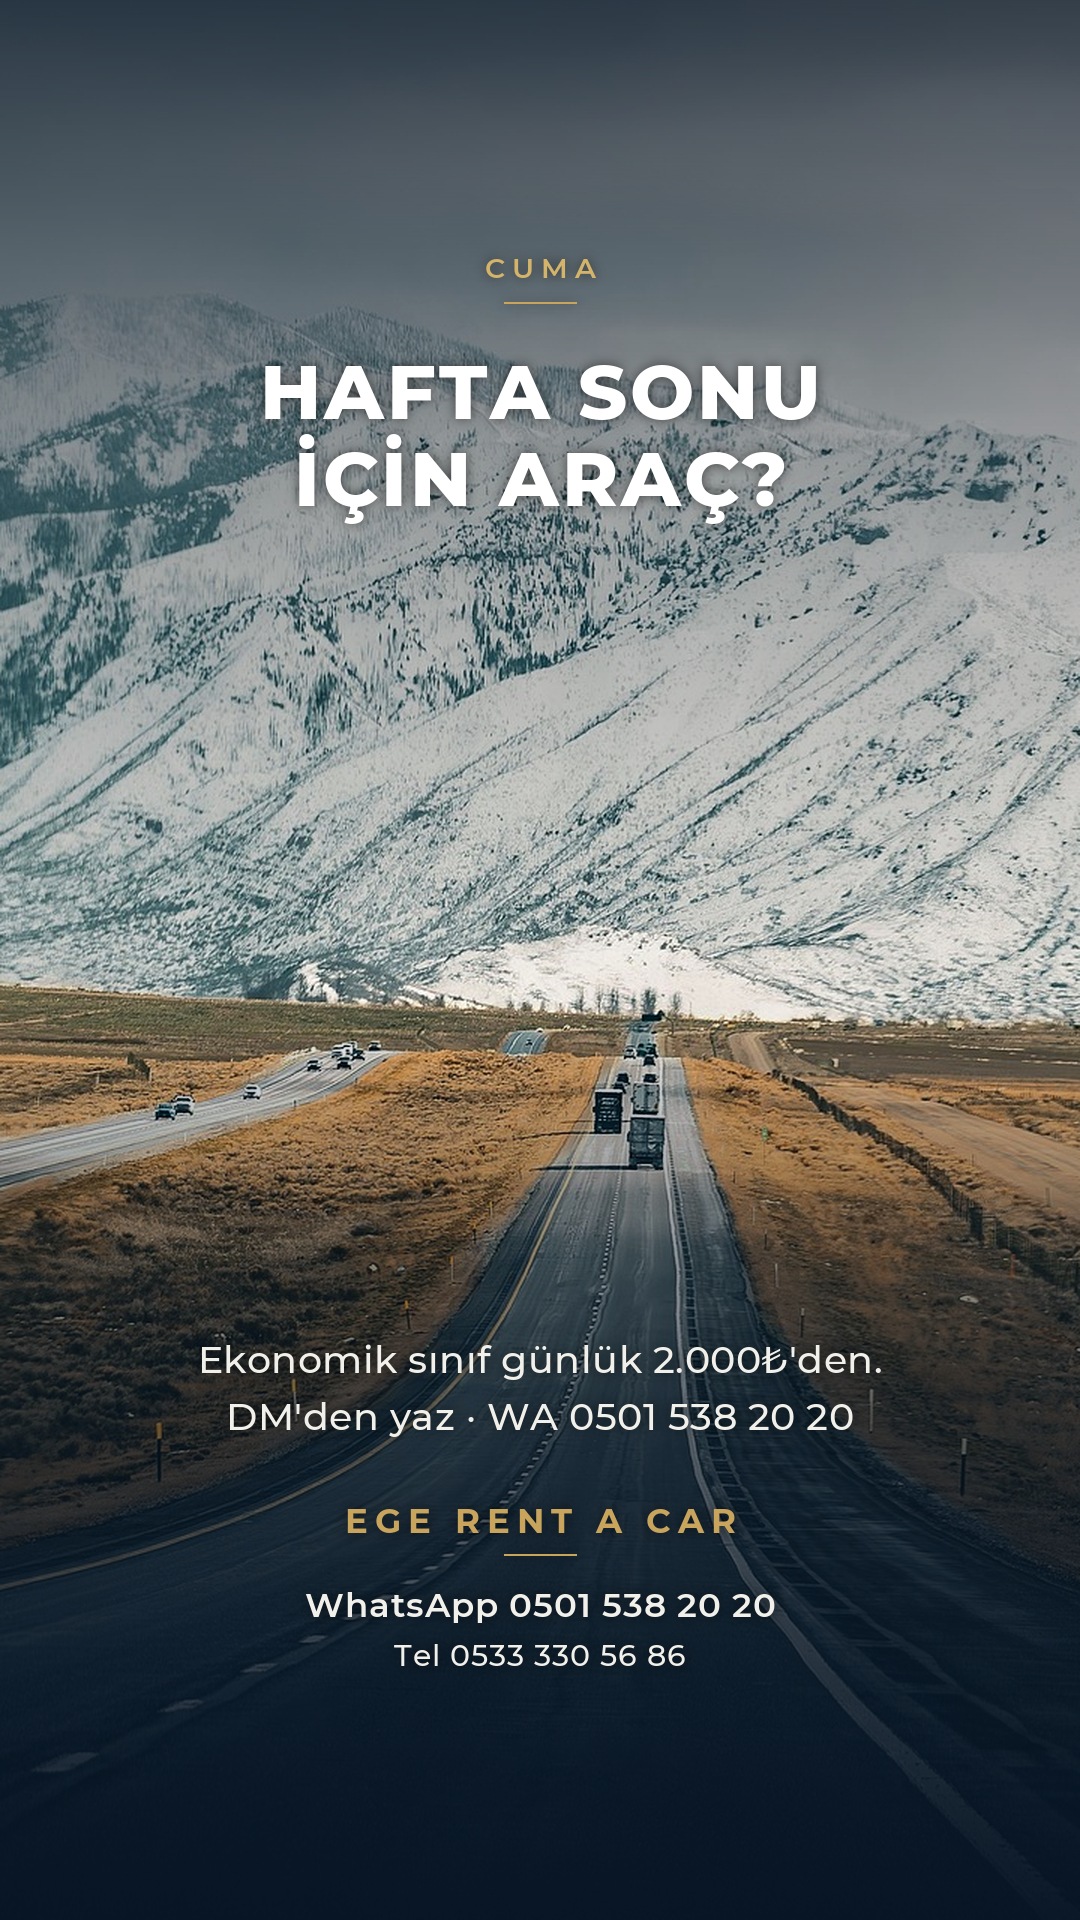 CUMA
HAFTA SONU
İÇİN ARAÇ?
Ekonomik sınıf günlük 2.000₺'den.
DM'den yaz · WA 0501 538 20 20
EGE RENT A CAR
WhatsApp 0501 538 20 20
Tel 0533 330 56 86